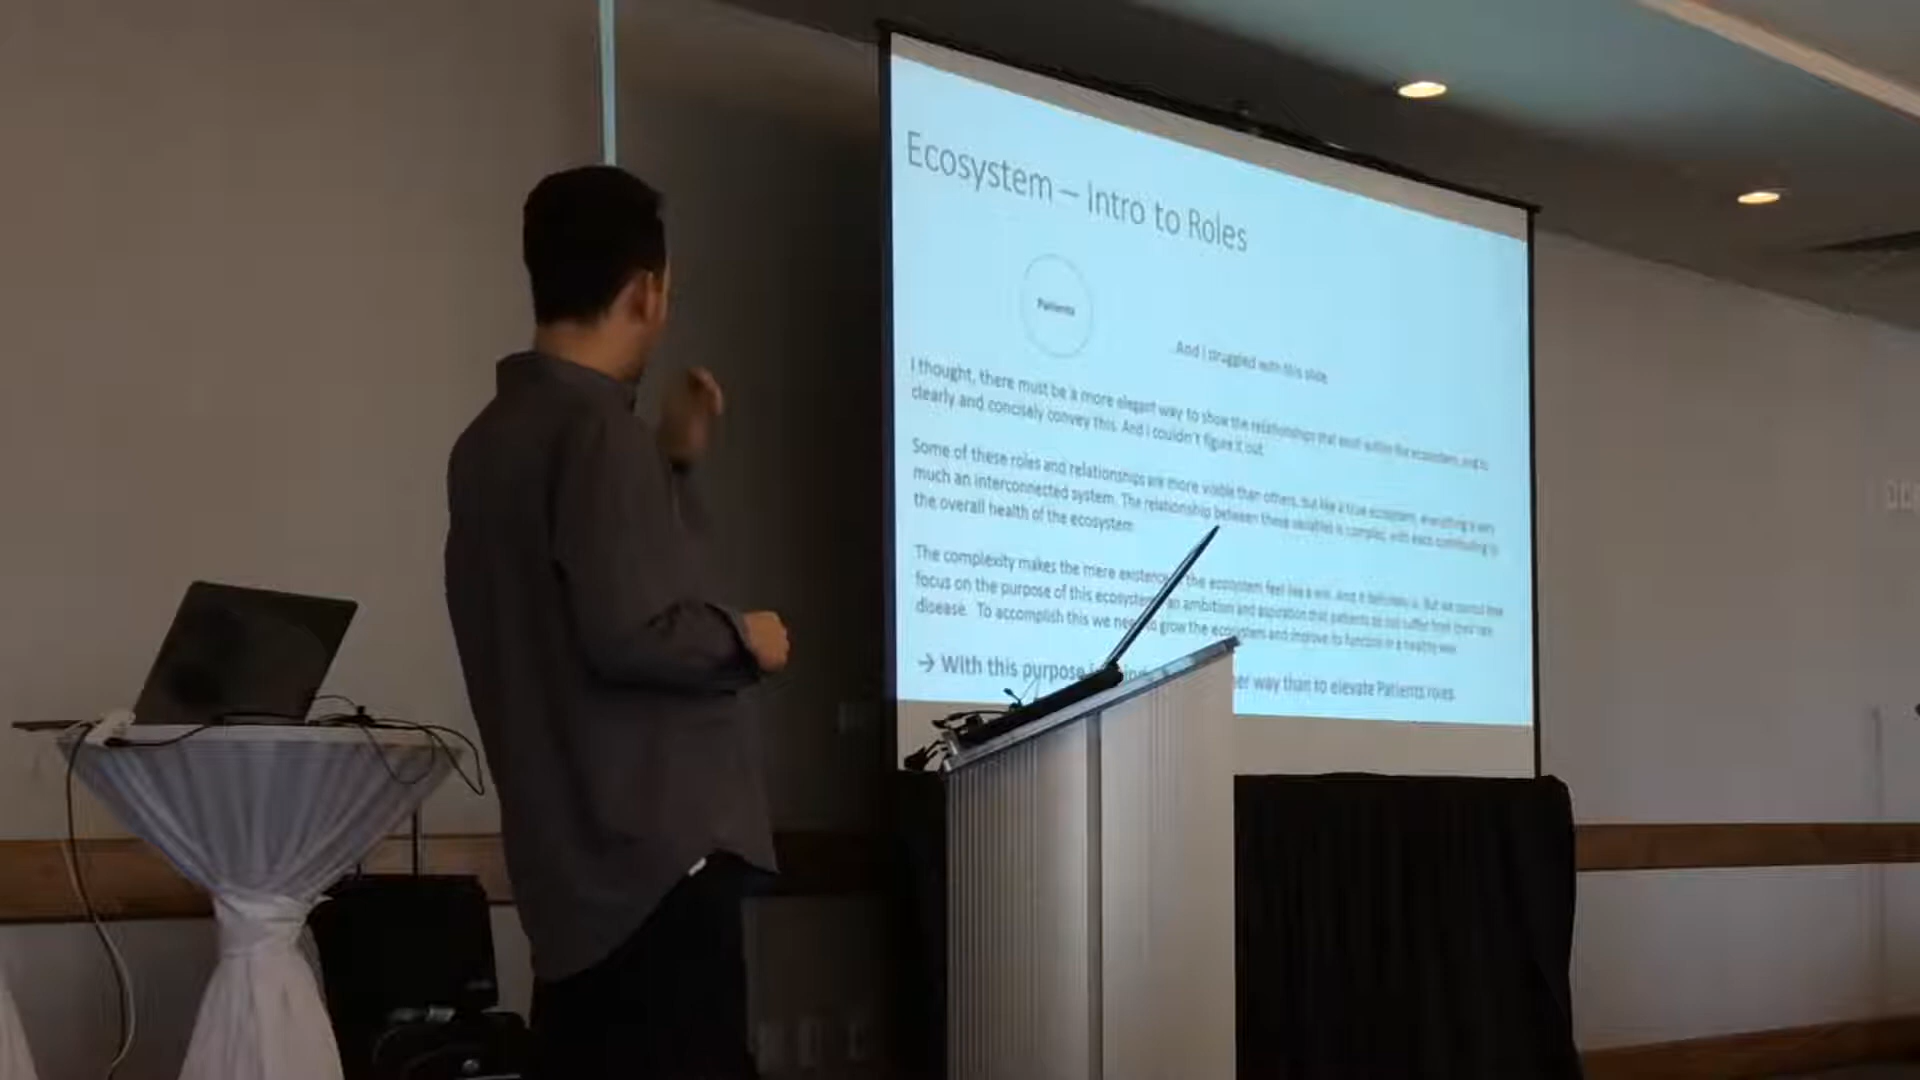 Ecosystem – Intro to Roles
Patients
And I struggled with this slide
I thought, there must be a more elegant way to show the relationships that exist within the ecosystem, and to
clearly and concisely convey this. And I couldn't figure it out.
Some of these roles and relationships are more visible than others, but like a true ecosystem, everything is very
much an interconnected system. The relationship between these variables is complex, with each contributing to
the overall health of the ecosystem.
The complexity makes the mere existence the ecosystem feel like a win. And it definitely is. But we cannot lose
focus on the purpose of this ecosystem an ambition and aspiration that patients do not suffer from their rare
disease. To accomplish this we need to grow the ecosystem and improve its function in a healthy way.
→ With this purpose way than to elevate Patients roles.